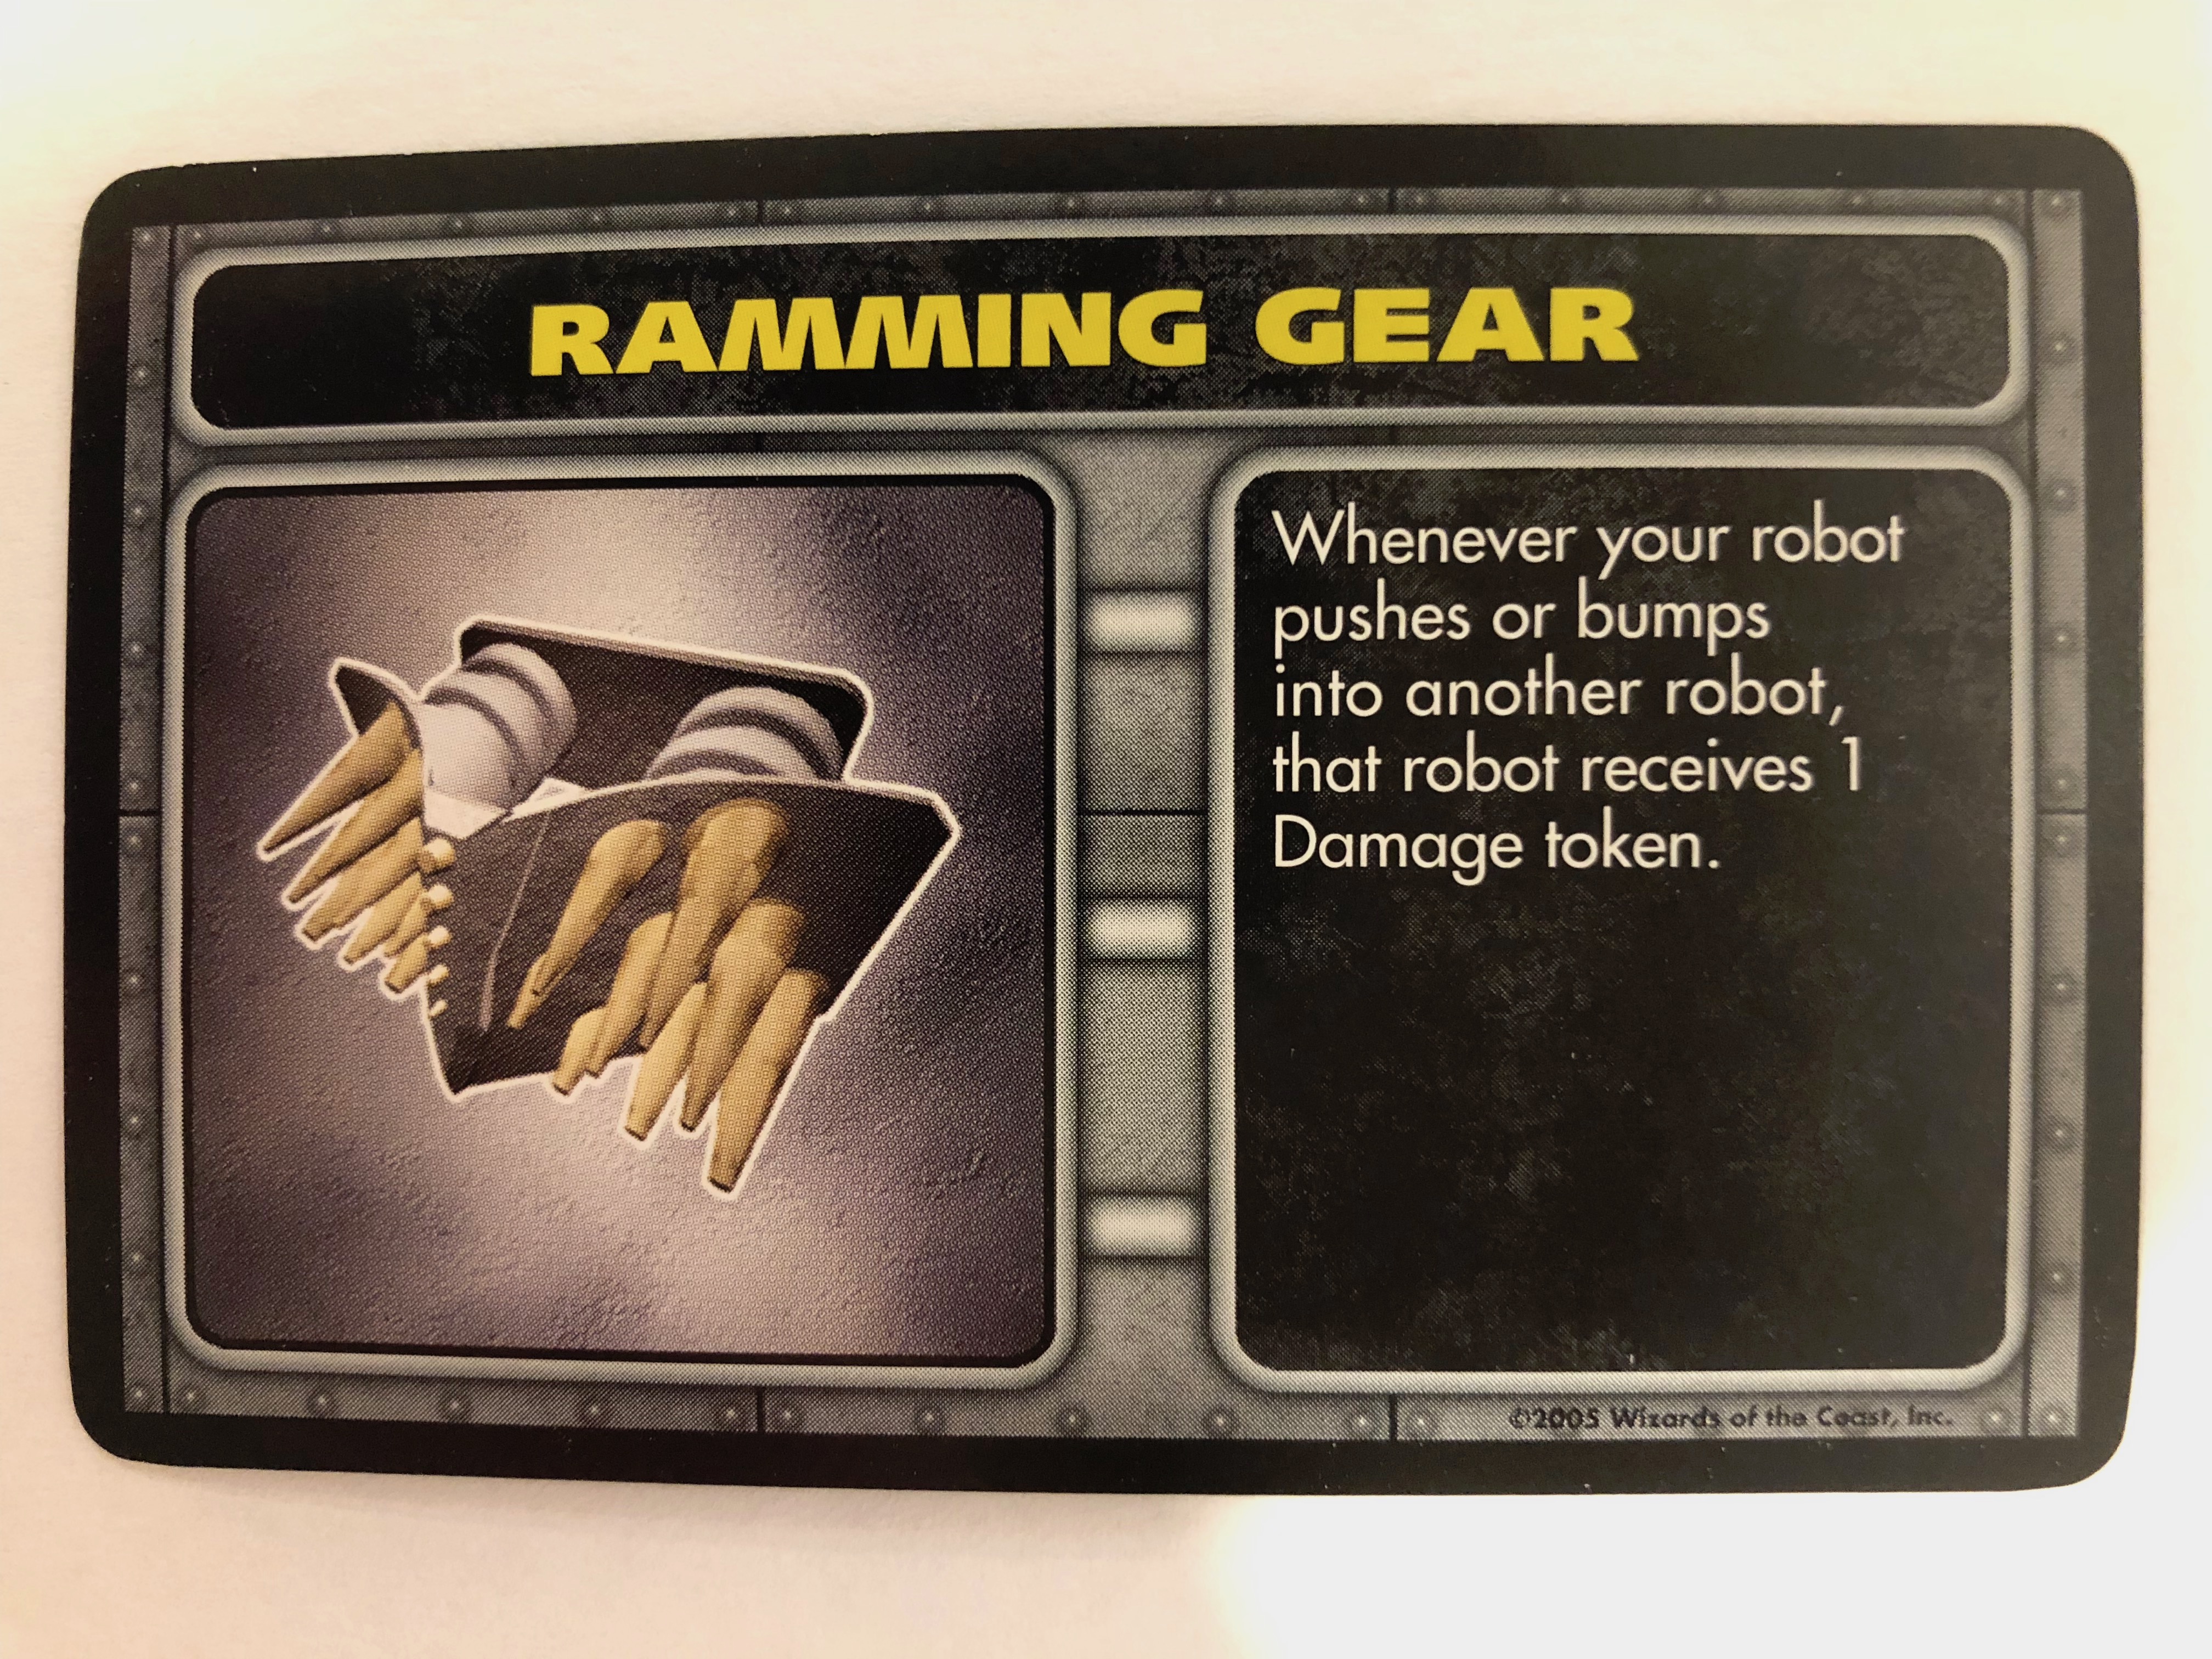 RAMMING GEAR
Whenever your robot
pushes or bumps
into another robot,
that robot receives 1
Damage token.
©2005 Wizards of the Coast, Inc.